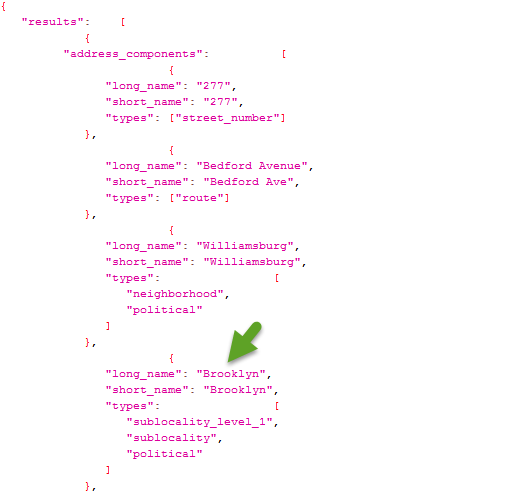 {
"results": [
{
"address_components": [
{
"long_name": "277",
"short_name": "277",
"types": ["street_number"]
},
{
"long_name": "Bedford Avenue",
"short_name": "Bedford Ave",
"types": ["route"]
},
{
"long_name": "Williamsburg",
"short_name": "Williamsburg",
"types": [
"neighborhood",
"political"
]
},
{
"long_name": "Brooklyn",
"short_name": "Brooklyn",
"types": [
"sublocality_level_1",
"sublocality",
"political"
]
},